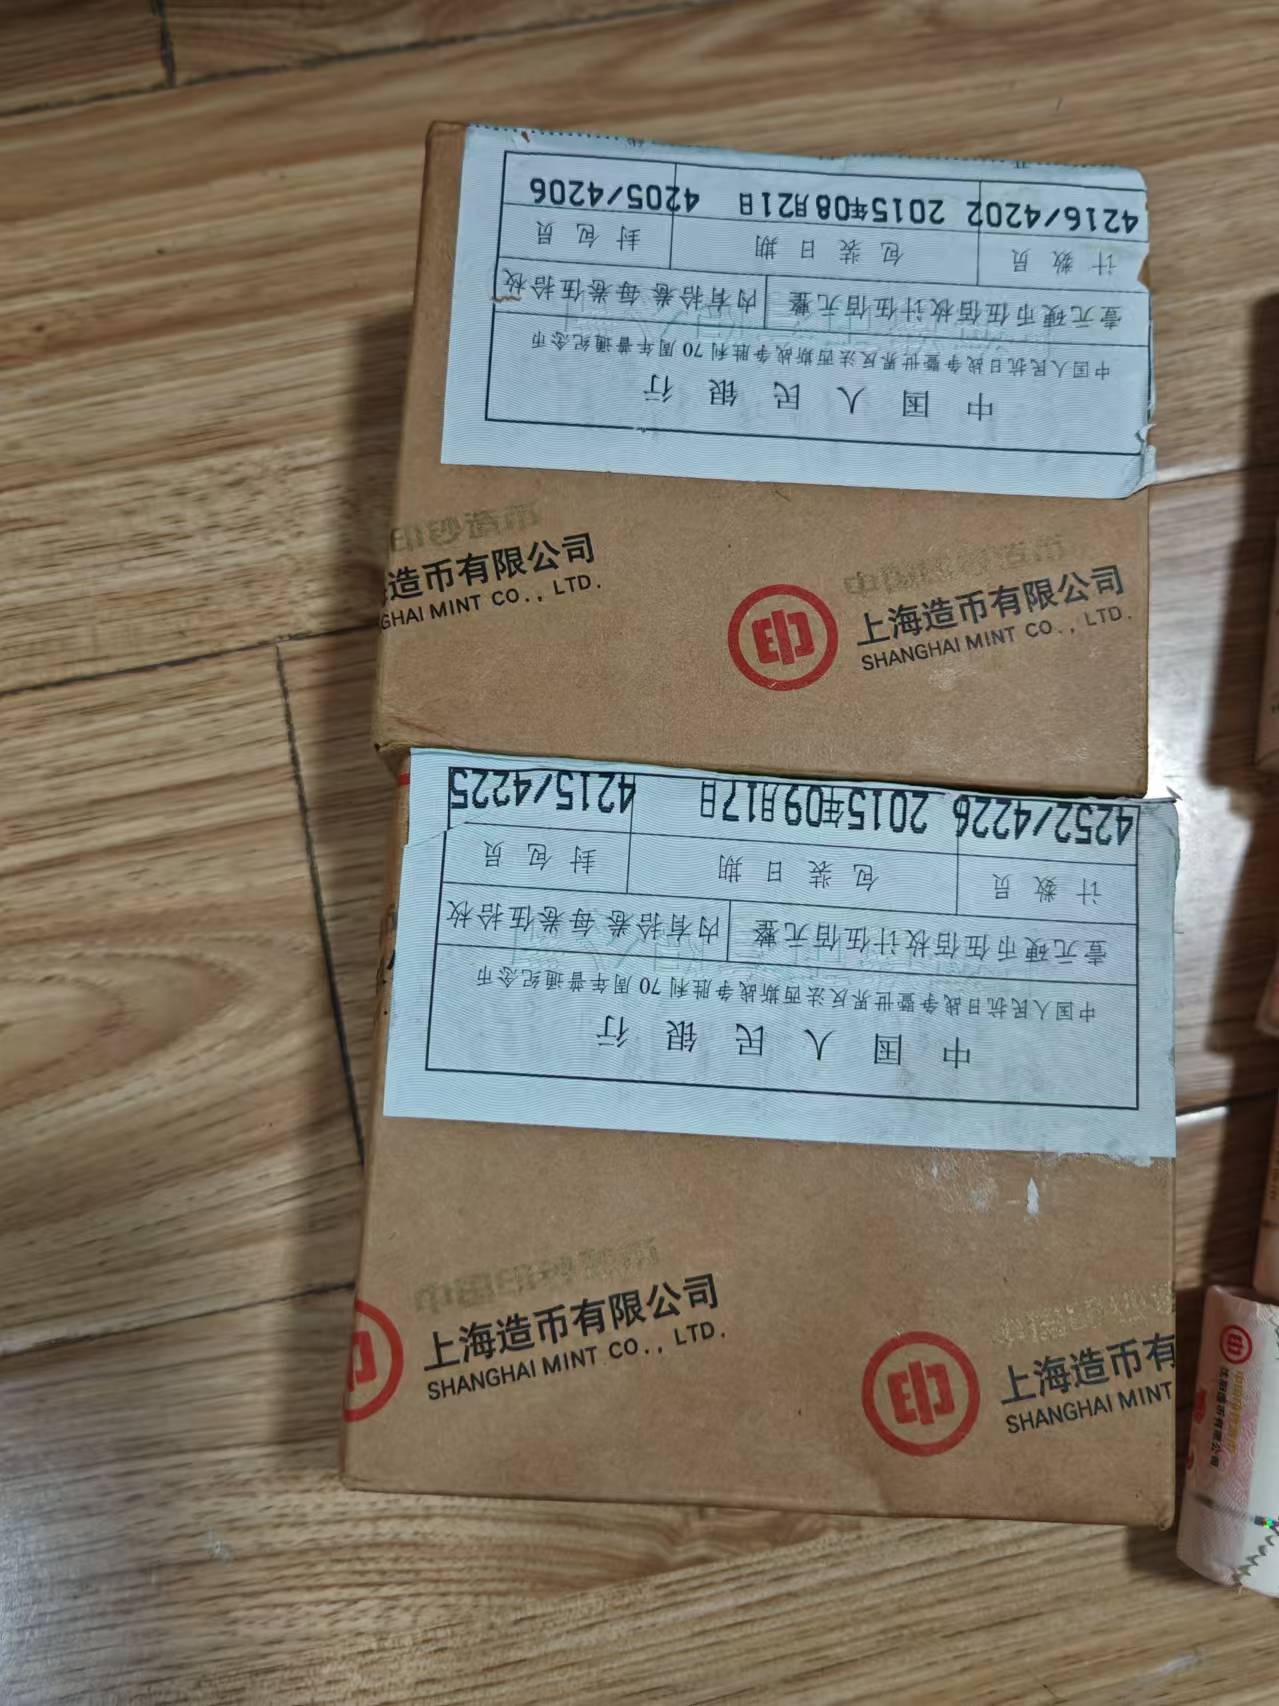 中国人民银行
中国人民抗日战争暨世界反法西斯战争胜利70周年普通纪念币
壹元硬币伍佰枚计伍佰元整 内有拾卷每卷伍拾枚
计数员 包装日期 封包员
4216/4202 2015年08月21日 4205/4206
造币有限公司
GHAI MINT CO., LTD.
上海造币有限公司
SHANGHAI MINT CO., LTD.
中国人民银行
中国人民抗日战争暨世界反法西斯战争胜利70周年普通纪念币
壹元硬币伍佰枚计伍佰元整 内有拾卷每卷伍拾枚
计数员 包装日期 封包员
4252/4226 2015年09月17日 4215/4225
上海造币有限公司
SHANGHAI MINT CO., LTD.
上海造币有
SHANGHAI MINT